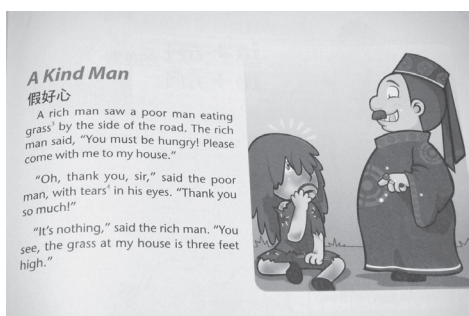 A Kind Man
假好心
A rich man saw a poor man eating
grass³ by the side of the road. The rich
man said, “You must be hungry! Please
come with me to my house.”
“Oh, thank you, sir,” said the poor
man, with tears⁴ in his eyes. “Thank you
so much!”
“It’s nothing,” said the rich man. “You
see, the grass at my house is three feet
high.”